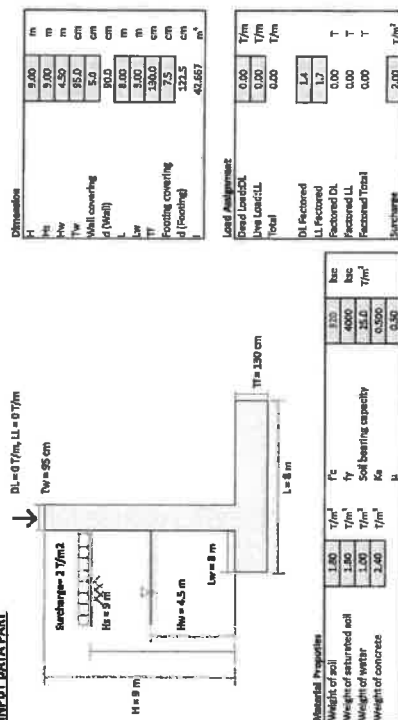 INPUT DATA PART
DL = 0 T/m, LL = 0 T/m
Tw = 95 cm
Surcharge= 2 T/m2
Hs = 9 m
H = 9 m
Hw = 4.5 m
Lw = 8 m
Tf = 130 cm
L = 8 m
Dimension
H 9.00 m
Hs 9.00 m
Hw 4.50 m
Tw 95.0 cm
Wall covering 5.0 cm
d (Wall) 90.0 cm
L 8.00 m
Lw m
Tf 130.0 cm
Footing covering 7.5 cm
d (Footing) 122.5 cm
I 42.667 m⁴
Load Assignment
Dead Load:DL 0.00 T/m
Live Load:LL 0.00 T/m
Total 0.00
DL Factored 1.4
LL Factored 1.7
Factored DL 0.00 T
Factored LL 0.00 T
Factored Total 0.00 T
Surcharge 2.00 T/m²
Material Properties
Weight of soil 1.80 T/m³
Weight of saturated soil 1.80 T/m³
Weight of water 1.00 T/m³
Weight of concrete 2.40 T/m³
f'c ksc
fy 4000 ksc
Soil bearing capacity 25.0 T/m²
Ka 0.500
0.50